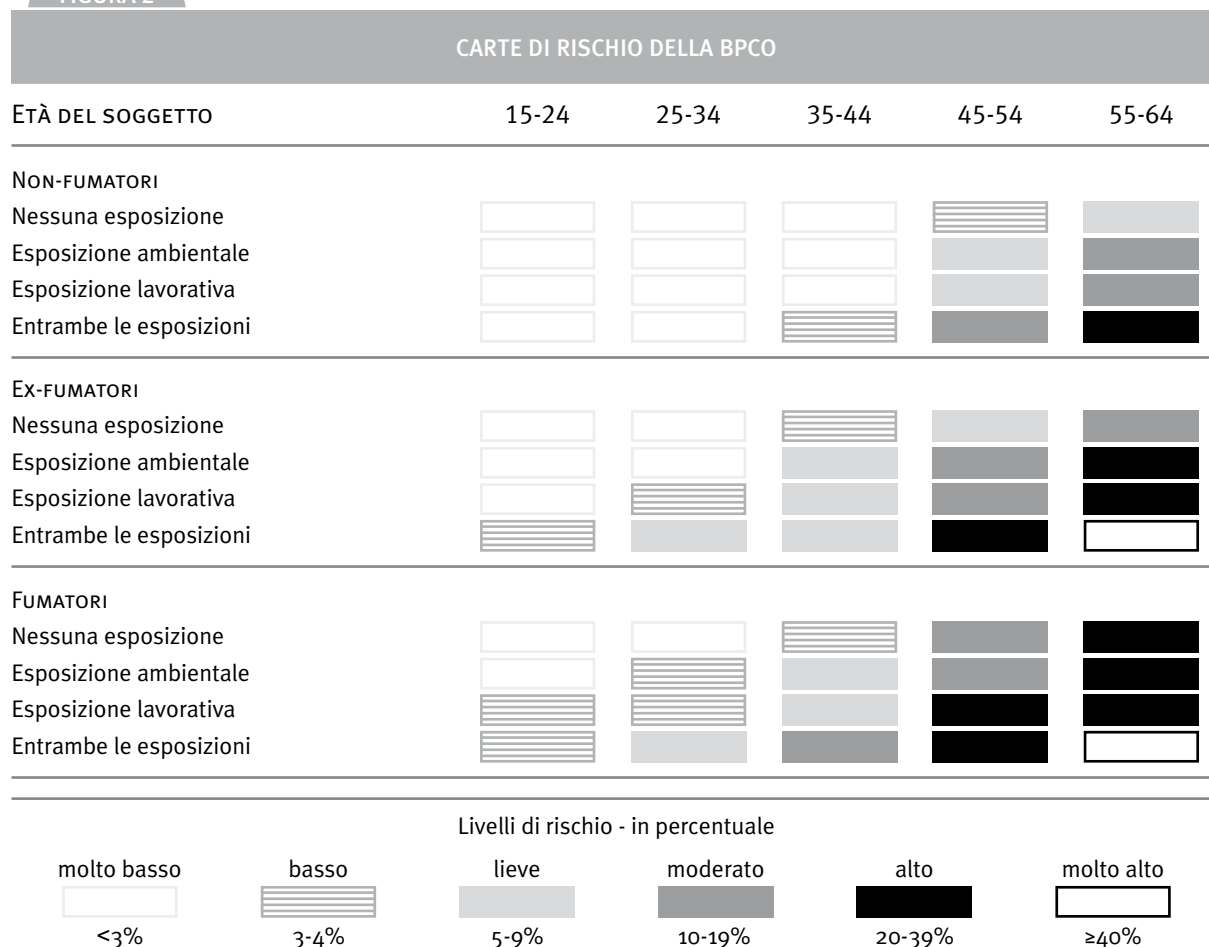 FIGURA 2
CARTE DI RISCHIO DELLA BPCO
ETÀ DEL SOGGETTO 15-24 25-34 35-44 45-54 55-64
NON-FUMATORI
Nessuna esposizione
Esposizione ambientale
Esposizione lavorativa
Entrambe le esposizioni
EX-FUMATORI
Nessuna esposizione
Esposizione ambientale
Esposizione lavorativa
Entrambe le esposizioni
FUMATORI
Nessuna esposizione
Esposizione ambientale
Esposizione lavorativa
Entrambe le esposizioni
Livelli di rischio - in percentuale
molto basso basso lieve moderato alto molto alto
<3% 3-4% 5-9% 10-19% 20-39% ≥40%